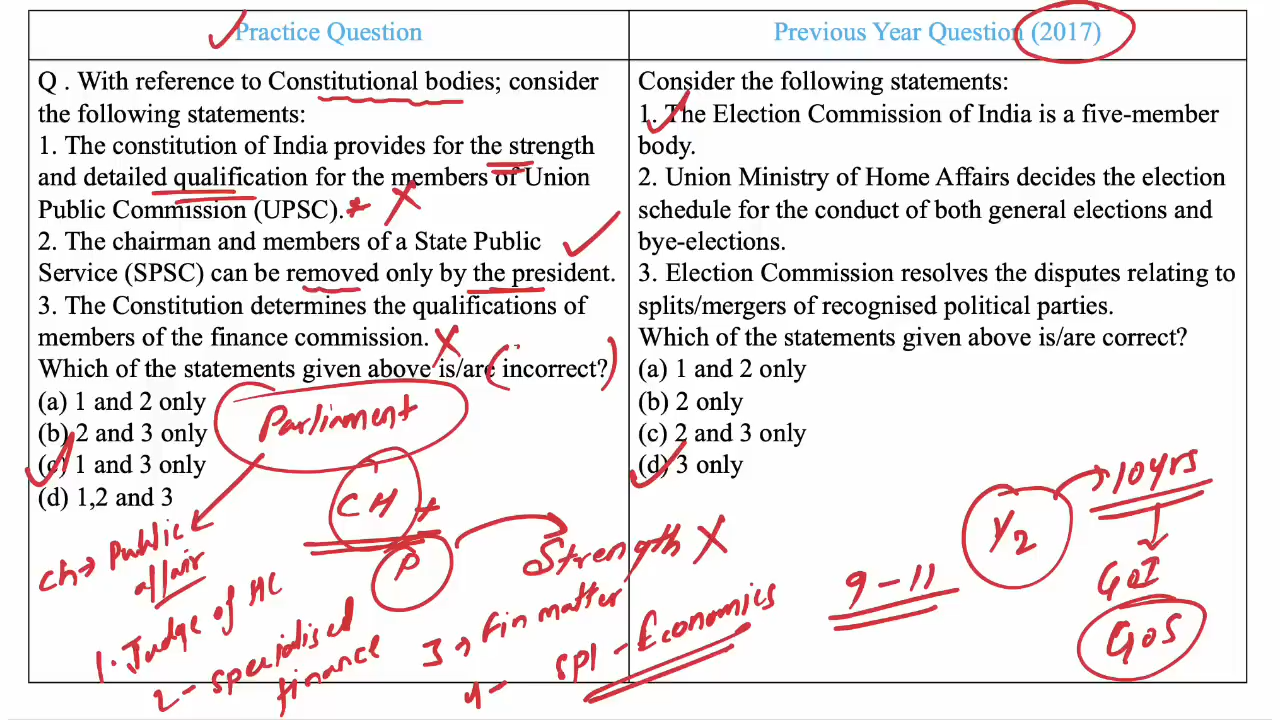 Practice Question
Q . With reference to Constitutional bodies; consider
the following statements:
1. The constitution of India provides for the strength
and detailed qualification for the members of Union
Public Commission (UPSC).
2. The chairman and members of a State Public
Service (SPSC) can be removed only by the president.
3. The Constitution determines the qualifications of
members of the finance commission.
Which of the statements given above is/are incorrect?
(a) 1 and 2 only
(b) 2 and 3 only
(c) 1 and 3 only
(d) 1,2 and 3
Parliament
CH +
P
Strength X
Ch→ Public
affair
1. Judge of HC
2 - specialised
finance
3 → Fin matter
4 - spl - Economics
Previous Year Question (2017)
Consider the following statements:
1. The Election Commission of India is a five-member
body.
2. Union Ministry of Home Affairs decides the election
schedule for the conduct of both general elections and
bye-elections.
3. Election Commission resolves the disputes relating to
splits/mergers of recognised political parties.
Which of the statements given above is/are correct?
(a) 1 and 2 only
(b) 2 only
(c) 2 and 3 only
(d) 3 only
9 - 11
1/2
10 yrs
GOI
GOS